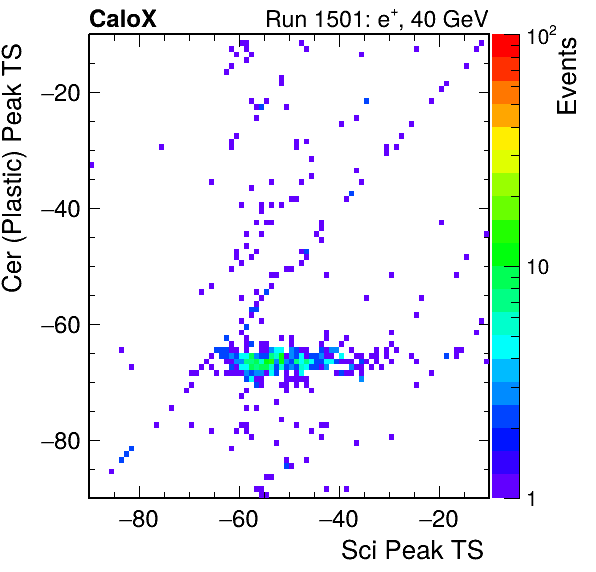 CaloX Run 1501: e⁺, 40 GeV
Cer (Plastic) Peak TS
−20
−40
−60
−80
−80 −60 −40 −20
Sci Peak TS
Events
10²
10
1